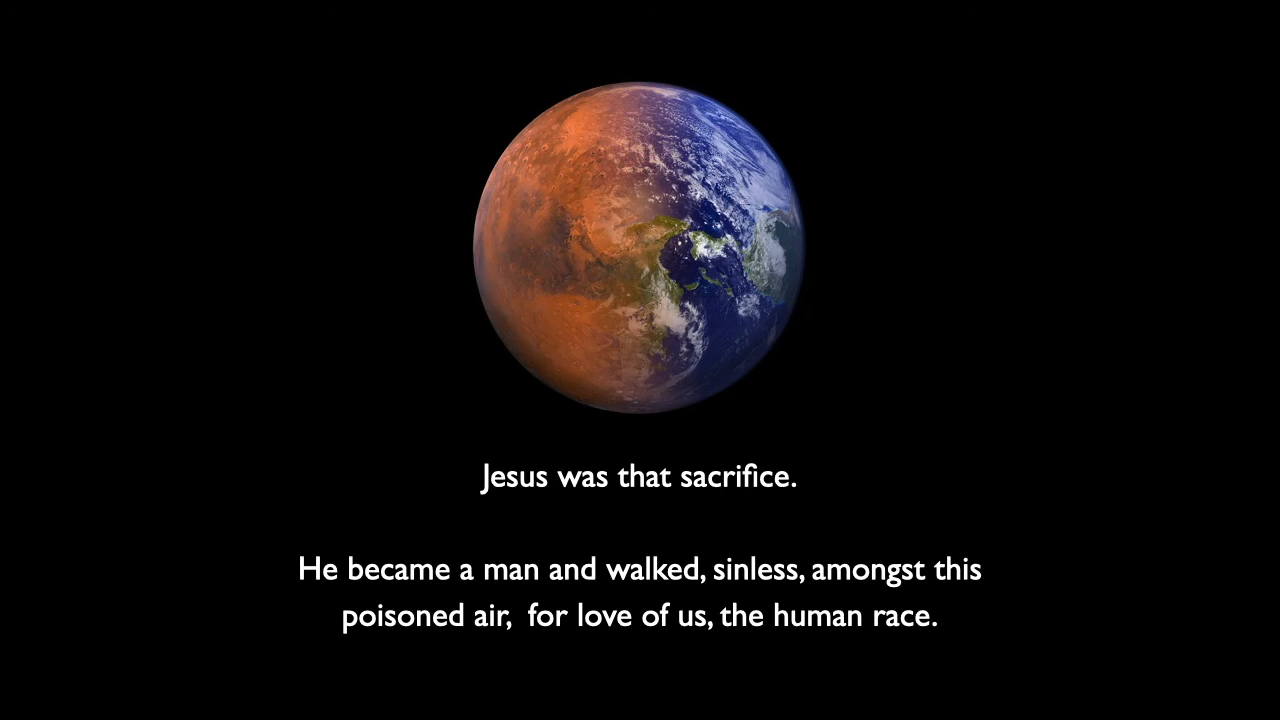 Jesus was that sacrifice.
He became a man and walked, sinless, amongst this
poisoned air,  for love of us, the human race.